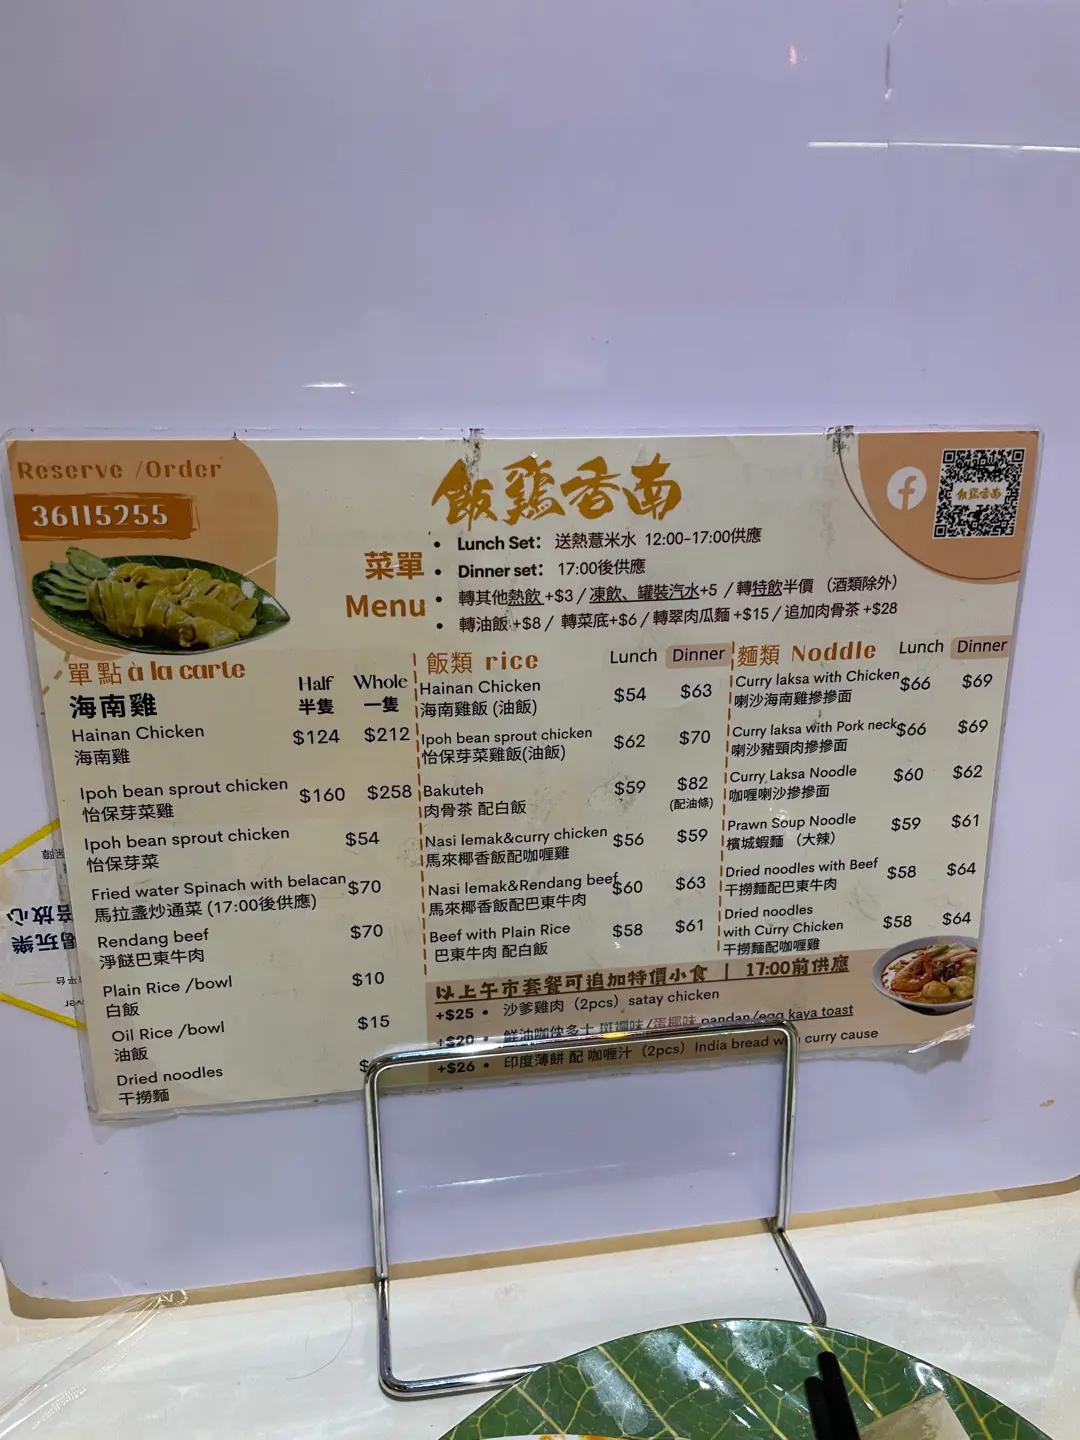 Reserve /Order
36115255
飯鷄香南
菜單
Menu
• Lunch Set： 送熱薏米水 12:00-17:00供應
• Dinner set： 17:00後供應
• 轉其他熱飲 +$3 / 凍飲、罐裝汽水+5 / 轉特飲半價 （酒類除外）
• 轉油飯 +$8 / 轉菜底+$6 / 轉翠肉瓜麵 +$15 / 追加肉骨茶 +$28
單點 à la carte
海南雞
Half Whole
半隻 一隻
Hainan Chicken $124 $212
海南雞
Ipoh bean sprout chicken $160 $258
怡保芽菜雞
Ipoh bean sprout chicken $54
怡保芽菜
Fried water Spinach with belacan $70
馬拉盞炒通菜 (17:00後供應)
Rendang beef $70
淨餸巴東牛肉
Plain Rice /bowl $10
白飯
Oil Rice /bowl $15
油飯
Dried noodles $
干撈麵
飯類 rice Lunch Dinner
Hainan Chicken $54 $63
海南雞飯 (油飯)
Ipoh bean sprout chicken $62 $70
怡保芽菜雞飯(油飯)
Bakuteh $59 $82
肉骨茶 配白飯 (配油條)
Nasi lemak&curry chicken $56 $59
馬來椰香飯配咖喱雞
Nasi lemak&Rendang beef $60 $63
馬來椰香飯配巴東牛肉
Beef with Plain Rice $58 $61
巴東牛肉 配白飯
麵類 Noddle Lunch Dinner
Curry laksa with Chicken $66 $69
喇沙海南雞摻摻面
Curry laksa with Pork neck $66 $69
喇沙豬頸肉摻摻面
Curry Laksa Noodle $60 $62
咖喱喇沙摻摻面
Prawn Soup Noodle $59 $61
檳城蝦麵 （大辣）
Dried noodles with Beef $58 $64
干撈麵配巴東牛肉
Dried noodles
with Curry Chicken $58 $64
干撈麵配咖喱雞
以上午市套餐可追加特價小食 | 17:00前供應
+$25 • 沙爹雞肉（2pcs）satay chicken
+$20 • 鮮油咖央多士 斑斕味/蛋椰味 pandan/egg kaya toast
+$26 • 印度薄餅 配 咖喱汁（2pcs）India bread curry cause